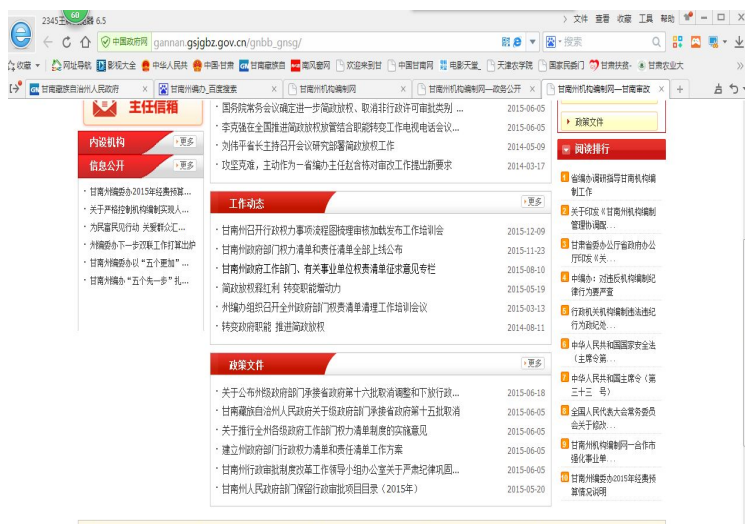 60
2345王牌浏览器 6.5
文件 查看 收藏 工具 帮助
中国政府网 gannan.gsjgbz.gov.cn/gnbb_gnsg/
搜索
收藏 网址导航 影视大全 中华人民共 中国·甘南 甘南藏族自 南风窗网 欢迎来到甘 中国甘南网 电影天堂_ 天津农学院 国家民委门 甘肃扶贫- 甘肃农业大
甘南藏族自治州人民政府 甘南州编办_百度搜索 甘南州机构编制网 甘南州机构编制网—政务公开 甘南州机构编制网—甘南审改
主任信箱
内设机构 更多
信息公开 更多
· 甘南州编委办2015年经费预算...
· 关于严格控制机构编制实现人...
· 为民富民见行动 关爱群众汇...
· 州编委办下一步双联工作打算出炉
· 甘南州编委办以“五个更加”...
· 甘南州编办“五个先一步”扎...
· 国务院常务会议确定进一步简政放权、取消非行政许可审批类别 ... 2015-06-05
· 李克强在全国推进简政放权放管结合职能转变工作电视电话会议... 2015-06-05
· 刘伟平省长主持召开会议研究部署简政放权工作 2014-05-09
· 攻坚克难，主动作为－省编办主任赵含栋对审改工作提出新要求 2014-03-17
工作动态 更多
· 甘南州召开行政权力事项流程图梳理审核加载发布工作培训会 2015-12-09
· 甘南州政府部门权力清单和责任清单全部上线公布 2015-11-23
· 甘南州政府工作部门、有关事业单位权责清单征求意见专栏 2015-08-10
· 简政放权释红利 转变职能增动力 2015-05-19
· 州编办组织召开全州政府部门权责清单清理工作培训会议 2015-03-13
· 转变政府职能 推进简政放权 2014-08-11
政策文件 更多
· 关于公布州级政府部门承接省政府第十六批取消调整和下放行政... 2015-06-18
· 甘南藏族自治州人民政府关于级政府部门承接省政府第十五批取消 2015-06-05
· 关于推行全州各级政府工作部门权力清单制度的实施意见 2015-06-05
· 建立州政府部门行政权力清单和责任清单工作方案 2015-06-05
· 甘南州行政审批制度改革工作领导小组办公室关于严肃纪律巩固... 2015-06-05
· 甘南州人民政府部门保留行政审批项目目录（2015年） 2015-05-20
政策文件
阅读排行
1 省编办调研指导甘南机构编
制工作
2 关于印发《甘南州机构编制
管理协调配...
3 甘肃省委办公厅省政府办公
厅印发《关...
4 中编办：对违反机构编制纪
律行为要严查
5 行政机关机构编制违法违纪
行为政纪处...
6 中华人民共和国国家安全法
（主席令第...
7 中华人民共和国主席令（第
三十三 号）
8 全国人民代表大会常务委员
会关于修改...
9 甘南州机构编制网－合作市
强化事业单...
10 甘南州编委办2015年经费预
算情况说明